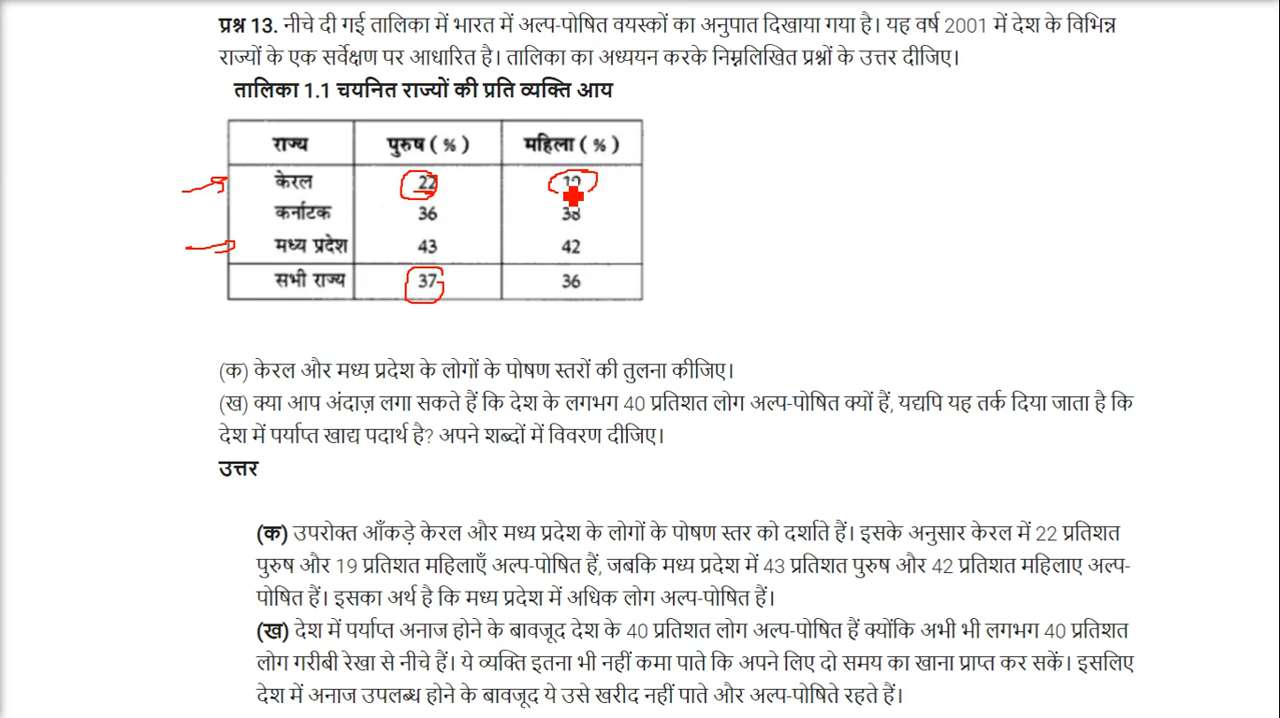 प्रश्न 13. नीचे दी गई तालिका में भारत में अल्प-पोषित वयस्कों का अनुपात दिखाया गया है। यह वर्ष 2001 में देश के विभिन्न
राज्यों के एक सर्वेक्षण पर आधारित है। तालिका का अध्ययन करके निम्नलिखित प्रश्नों के उत्तर दीजिए।
तालिका 1.1 चयनित राज्यों की प्रति व्यक्ति आय
राज्य पुरुष ( % ) महिला ( % )
केरल 22 19
कर्नाटक 36 38
मध्य प्रदेश 43 42
सभी राज्य 37 36
(क) केरल और मध्य प्रदेश के लोगों के पोषण स्तरों की तुलना कीजिए।
(ख) क्या आप अंदाज़ लगा सकते हैं कि देश के लगभग 40 प्रतिशत लोग अल्प-पोषित क्यों हैं, यद्यपि यह तर्क दिया जाता है कि
देश में पर्याप्त खाद्य पदार्थ है? अपने शब्दों में विवरण दीजिए।
उत्तर
(क) उपरोक्त आँकड़े केरल और मध्य प्रदेश के लोगों के पोषण स्तर को दर्शाते हैं। इसके अनुसार केरल में 22 प्रतिशत
पुरुष और 19 प्रतिशत महिलाएँ अल्प-पोषित हैं, जबकि मध्य प्रदेश में 43 प्रतिशत पुरुष और 42 प्रतिशत महिलाए अल्प-
पोषित हैं। इसका अर्थ है कि मध्य प्रदेश में अधिक लोग अल्प-पोषित हैं।
(ख) देश में पर्याप्त अनाज होने के बावजूद देश के 40 प्रतिशत लोग अल्प-पोषित हैं क्योंकि अभी भी लगभग 40 प्रतिशत
लोग गरीबी रेखा से नीचे हैं। ये व्यक्ति इतना भी नहीं कमा पाते कि अपने लिए दो समय का खाना प्राप्त कर सकें। इसलिए
देश में अनाज उपलब्ध होने के बावजूद ये उसे खरीद नहीं पाते और अल्प-पोषिते रहते हैं।